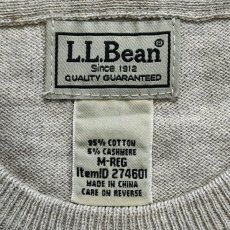 L.L.Bean
Since 1912
QUALITY GUARANTEED
95% COTTON
5% CASHMERE
M-REG
ItemID 274601
MADE IN CHINA
CARE ON REVERSE